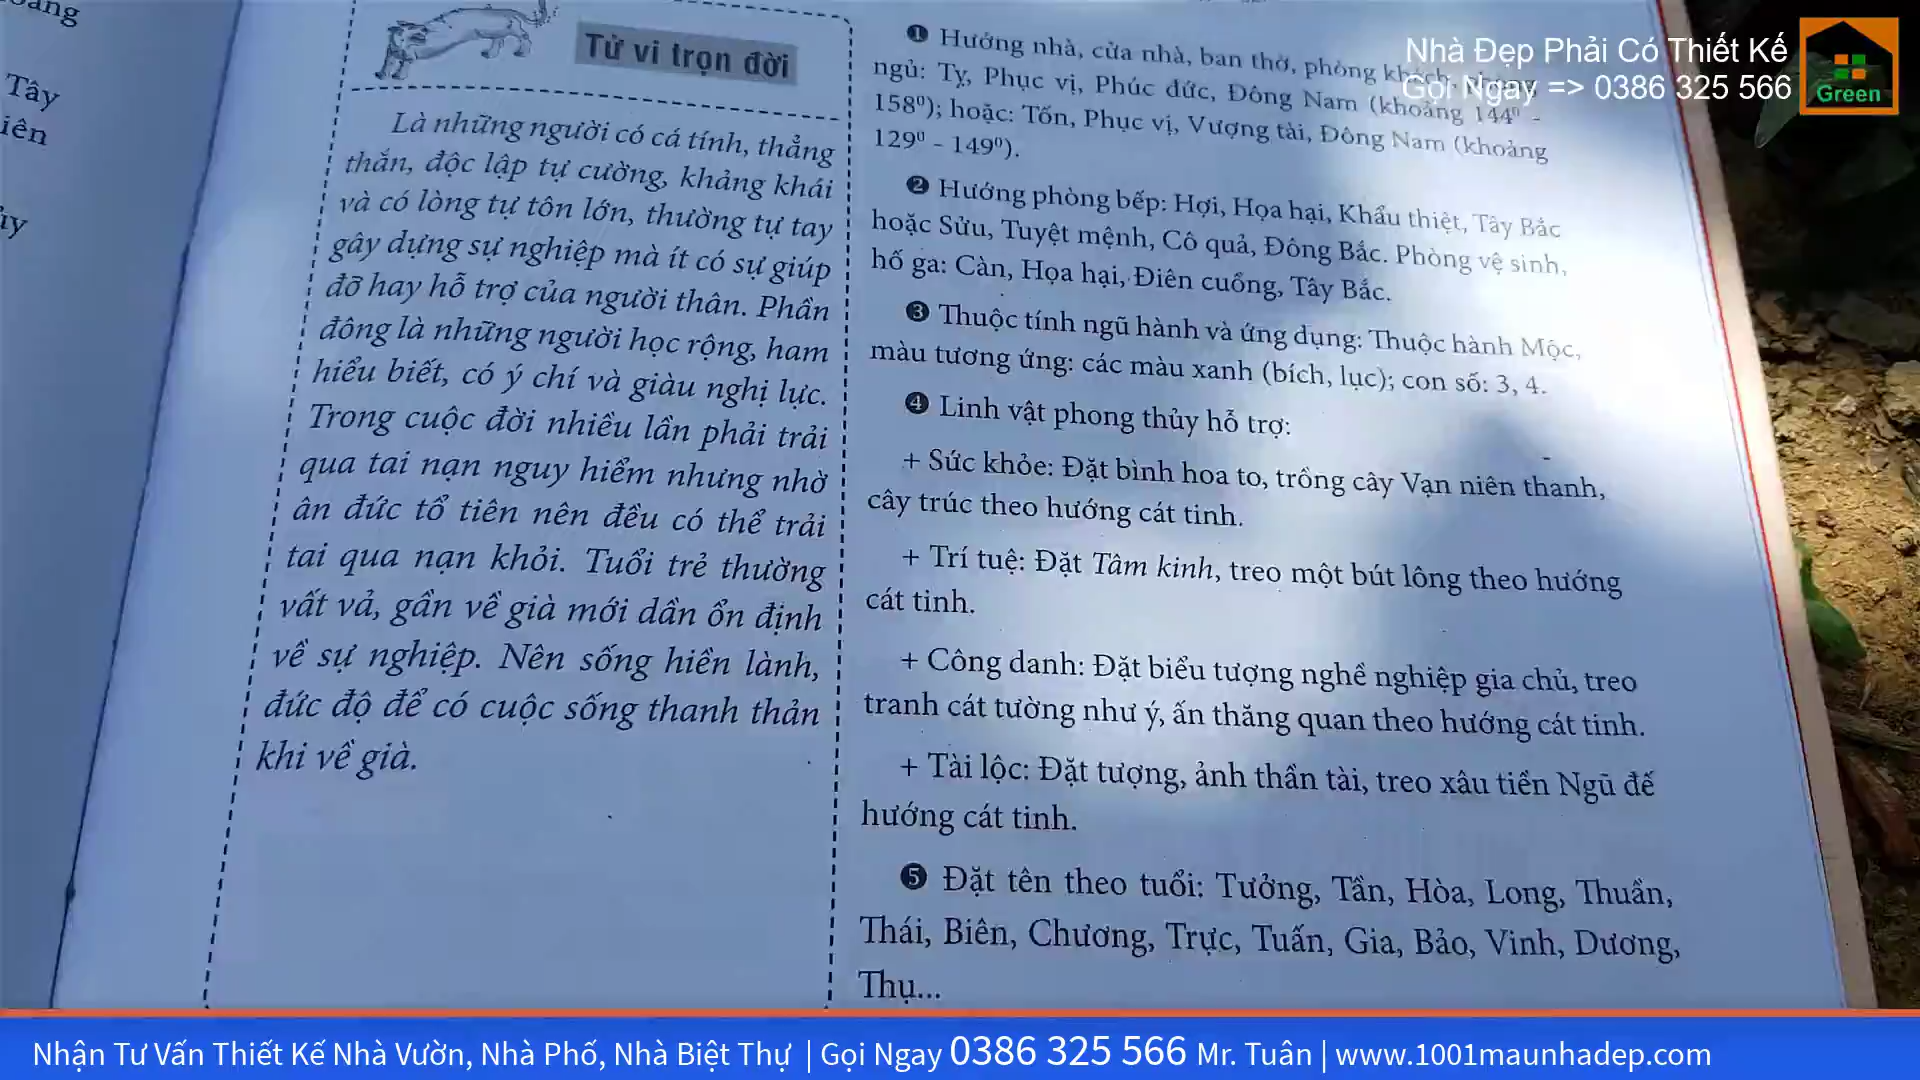 oàng
Tây
iên
ủy
Tử vi trọn đời
Là những người có cá tính, thẳng
thắn, độc lập tự cường, khảng khái
và có lòng tự tôn lớn, thường tự tay
gây dựng sự nghiệp mà ít có sự giúp
đỡ hay hỗ trợ của người thân. Phần
đông là những người học rộng, ham
hiểu biết, có ý chí và giàu nghị lực.
Trong cuộc đời nhiều lần phải trải
qua tai nạn nguy hiểm nhưng nhờ
ân đức tổ tiên nên đều có thể trải
tai qua nạn khỏi. Tuổi trẻ thường
vất vả, gần về già mới dần ổn định
về sự nghiệp. Nên sống hiền lành,
đức độ để có cuộc sống thanh thản
khi về già.
❶ Hướng nhà, cửa nhà, ban thờ, phòng khách, phòng
ngủ: Tỵ, Phục vị, Phúc đức, Đông Nam (khoảng 144⁰ -
158⁰); hoặc: Tốn, Phục vị, Vượng tài, Đông Nam (khoảng
129⁰ - 149⁰).
❷ Hướng phòng bếp: Hợi, Họa hại, Khẩu thiệt, Tây Bắc
hoặc Sửu, Tuyệt mệnh, Cô quả, Đông Bắc. Phòng vệ sinh,
hố ga: Càn, Họa hại, Điên cuồng, Tây Bắc.
❸ Thuộc tính ngũ hành và ứng dụng: Thuộc hành Mộc,
màu tương ứng: các màu xanh (bích, lục); con số: 3, 4.
❹ Linh vật phong thủy hỗ trợ:
+ Sức khỏe: Đặt bình hoa to, trồng cây Vạn niên thanh,
cây trúc theo hướng cát tinh.
+ Trí tuệ: Đặt Tâm kinh, treo một bút lông theo hướng
cát tinh.
+ Công danh: Đặt biểu tượng nghề nghiệp gia chủ, treo
tranh cát tường như ý, ấn thăng quan theo hướng cát tinh.
+ Tài lộc: Đặt tượng, ảnh thần tài, treo xâu tiền Ngũ đế
hướng cát tinh.
❺ Đặt tên theo tuổi: Tưởng, Tần, Hòa, Long, Thuần,
Thái, Biên, Chương, Trực, Tuấn, Gia, Bảo, Vinh, Dương,
Thụ...
Nhà Đẹp Phải Có Thiết Kế
Gọi Ngay => 0386 325 566
Green
Nhận Tư Vấn Thiết Kế Nhà Vườn, Nhà Phố, Nhà Biệt Thự | Gọi Ngay 0386 325 566 Mr. Tuân | www.1001maunhadep.com